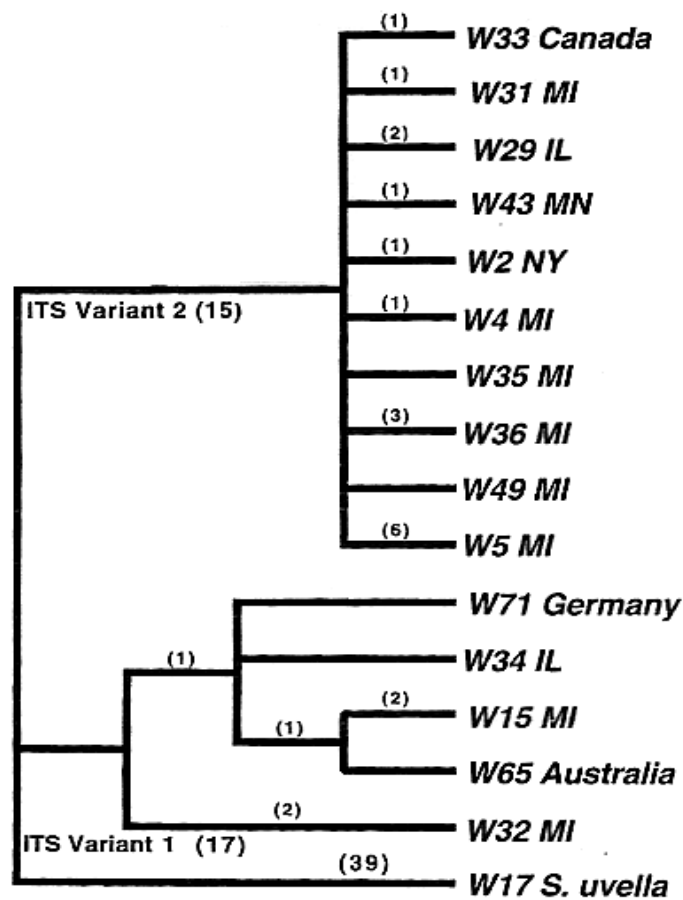 (1) W33 Canada
(1) W31 MI
(2) W29 IL
(1) W43 MN
(1) W2 NY
ITS Variant 2 (15)
(1) W4 MI
W35 MI
(3) W36 MI
W49 MI
(6) W5 MI
W71 Germany
(1) W34 IL
(2) W15 MI
(1)
W65 Australia
(2) W32 MI
ITS Variant 1 (17)
(39) W17 S. uvella